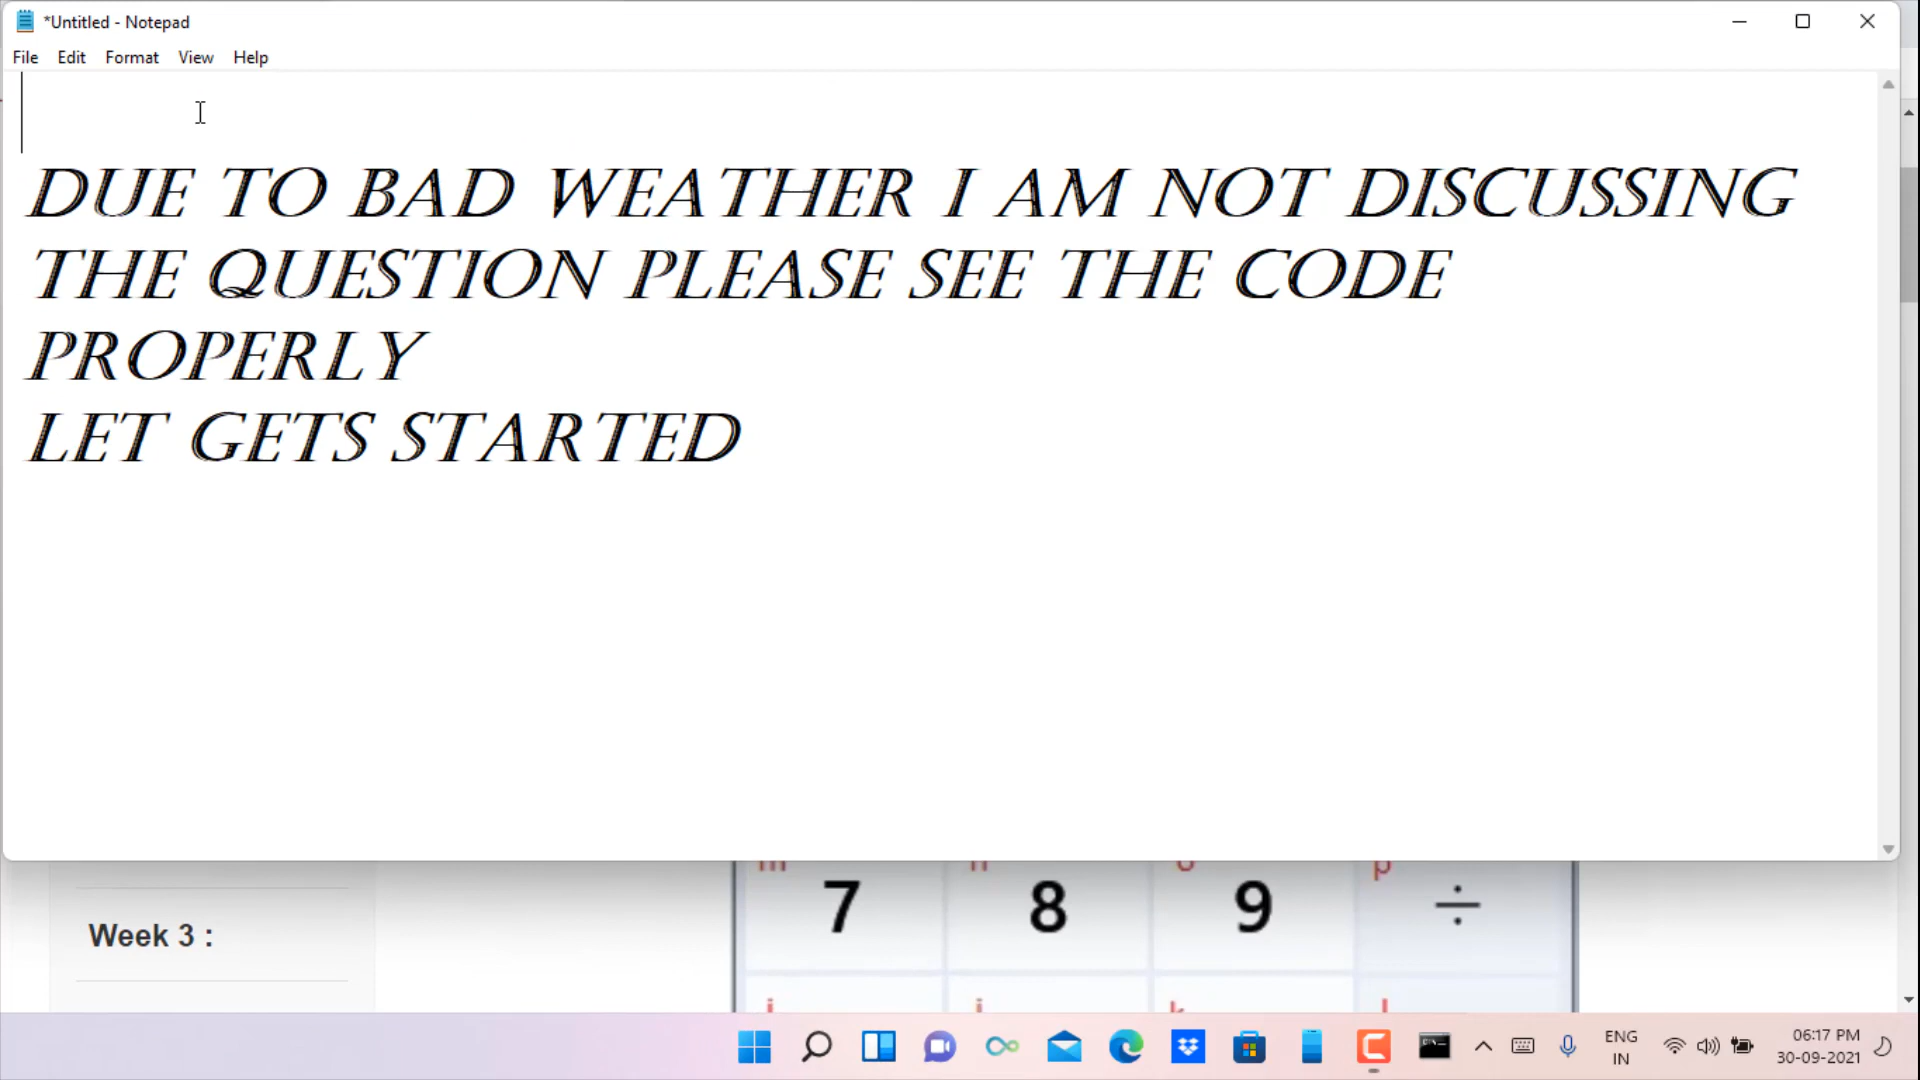 *Untitled - Notepad
File Edit Format View Help
DUE TO BAD WEATHER I AM NOT DISCUSSING
THE QUESTION PLEASE SEE THE CODE
PROPERLY
LET GETS STARTED
m n o p
7 8 9 ÷
Week 3 :
i j k l
ENG
IN
06:17 PM
30-09-2021